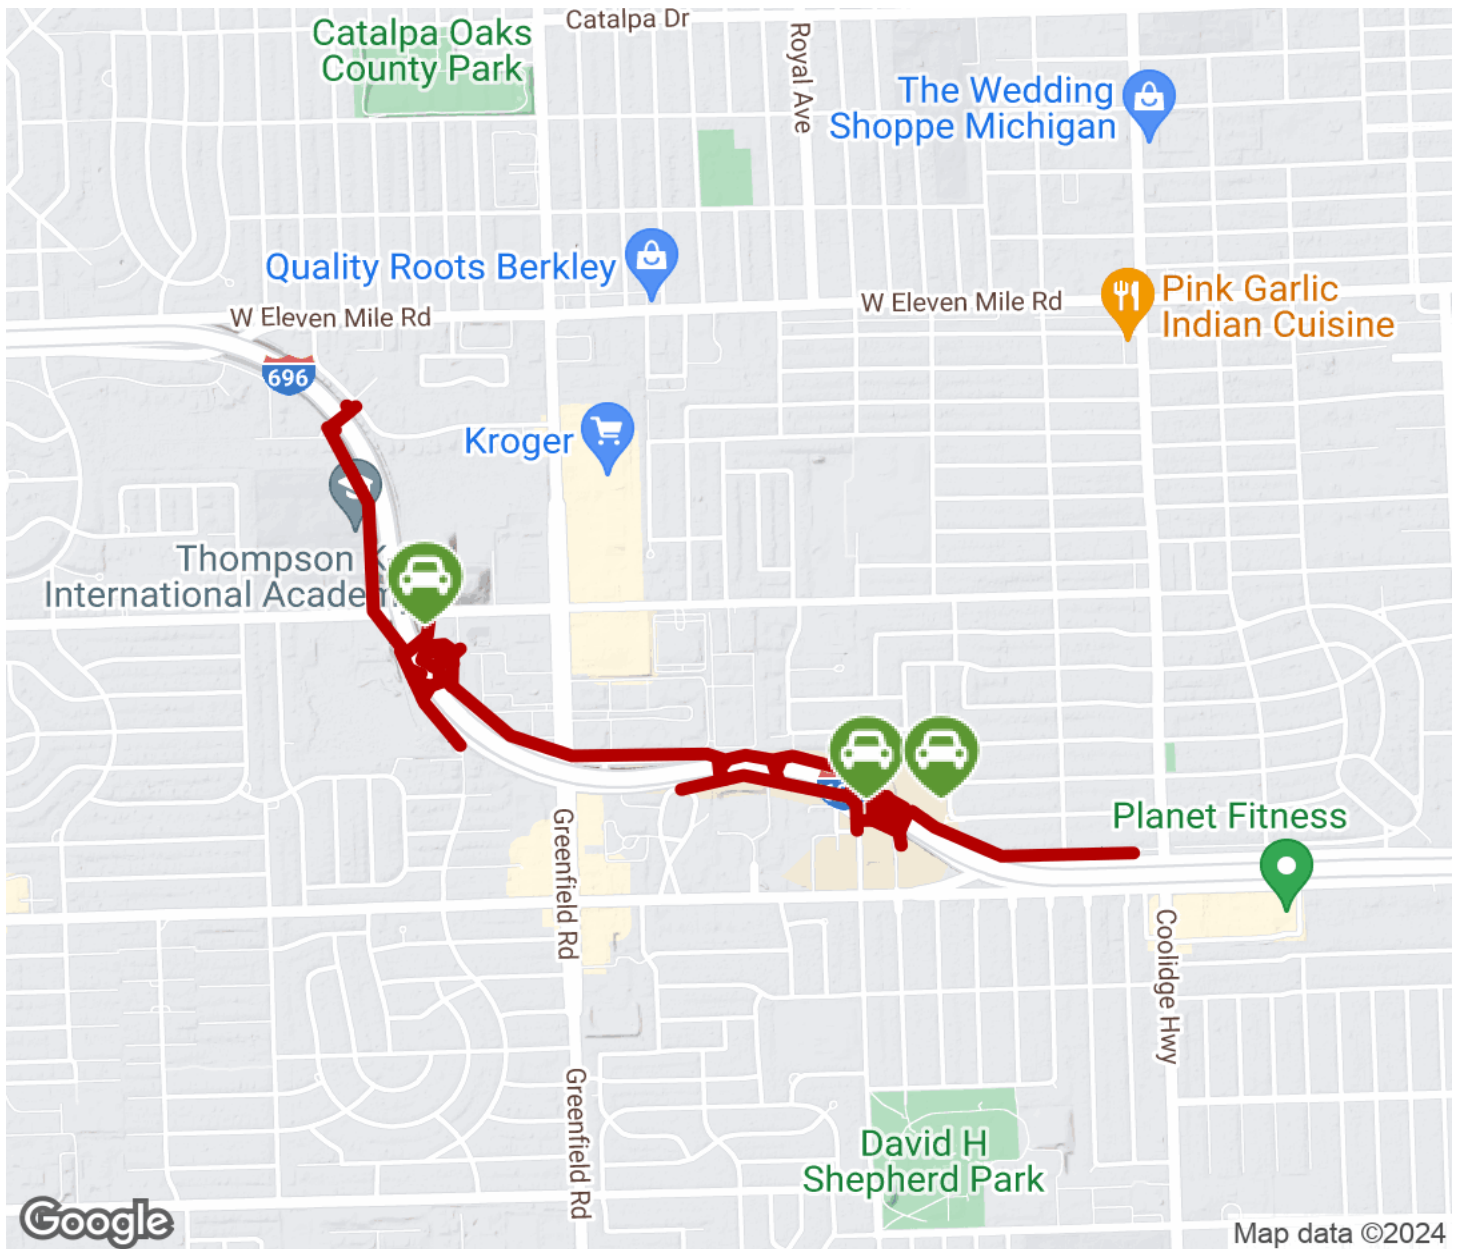 Catalpa Dr
Catalpa Oaks
County Park
Royal Ave
The Wedding
Shoppe Michigan
Quality Roots Berkley
W Eleven Mile Rd
W Eleven Mile Rd
Pink Garlic
Indian Cuisine
696
Kroger
Thompson K-
International Academ
Planet Fitness
Greenfield Rd
Coolidge Hwy
Greenfield Rd
David H
Shepherd Park
Google
Map data ©2024